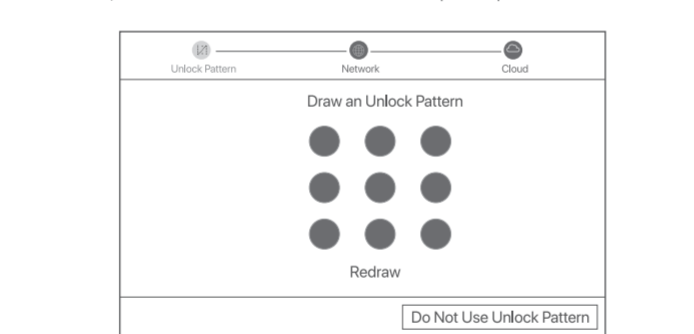 Unlock Pattern
Network
Cloud
Draw an Unlock Pattern
Redraw
Do Not Use Unlock Pattern